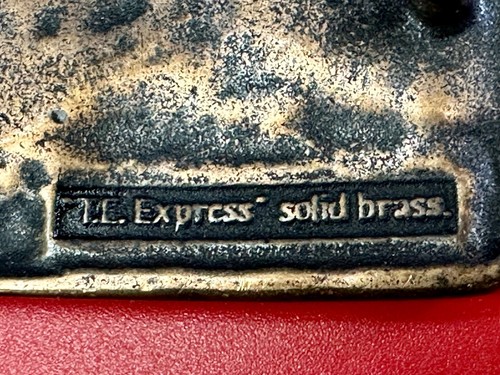 "I.E. Express" solid brass.